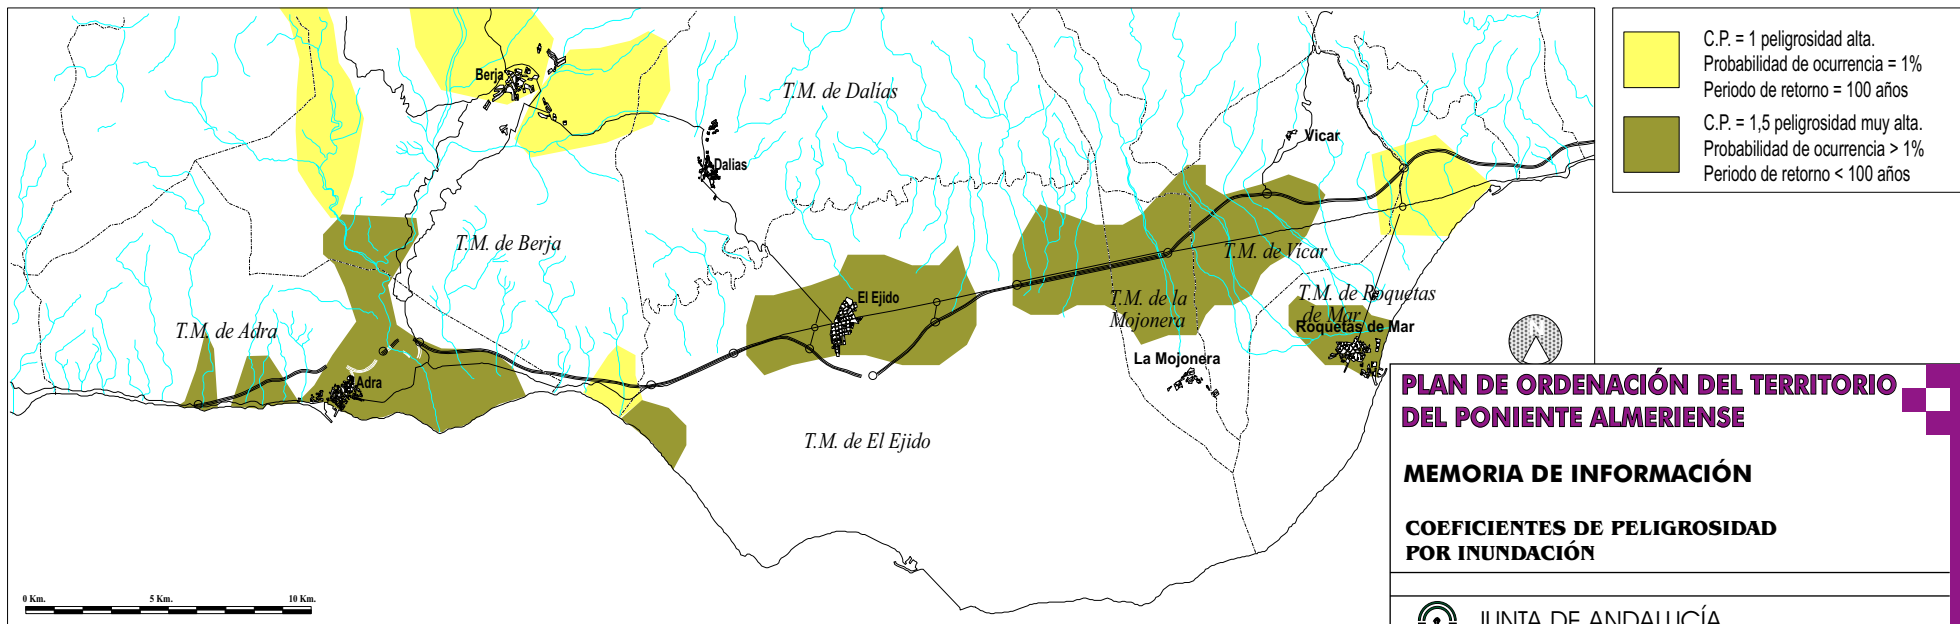 Berja
T.M. de Dalías
Dalias
Vicar
T.M. de Berja
T.M. de Vicar
El Ejido
T.M. de la
Mojonera
T.M. de Roquetas
de Mar
Roquetas de Mar
T.M. de Adra
La Mojonera
Adra
T.M. de El Ejido
0 Km.
5 Km.
10 Km.
C.P. = 1 peligrosidad alta.
Probabilidad de ocurrencia = 1%
Periodo de retorno = 100 años
C.P. = 1,5 peligrosidad muy alta.
Probabilidad de ocurrencia > 1%
Periodo de retorno < 100 años
PLAN DE ORDENACIÓN DEL TERRITORIO
DEL PONIENTE ALMERIENSE
MEMORIA DE INFORMACIÓN
COEFICIENTES DE PELIGROSIDAD
POR INUNDACIÓN
JUNTA DE ANDALUCÍA